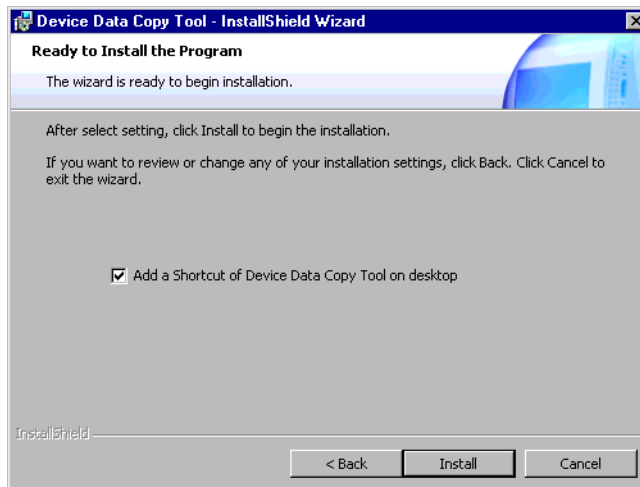 Device Data Copy Tool - InstallShield Wizard
Ready to Install the Program
The wizard is ready to begin installation.
After select setting, click Install to begin the installation.
If you want to review or change any of your installation settings, click Back. Click Cancel to
exit the wizard.
Add a Shortcut of Device Data Copy Tool on desktop
InstallShield
< Back
Install
Cancel